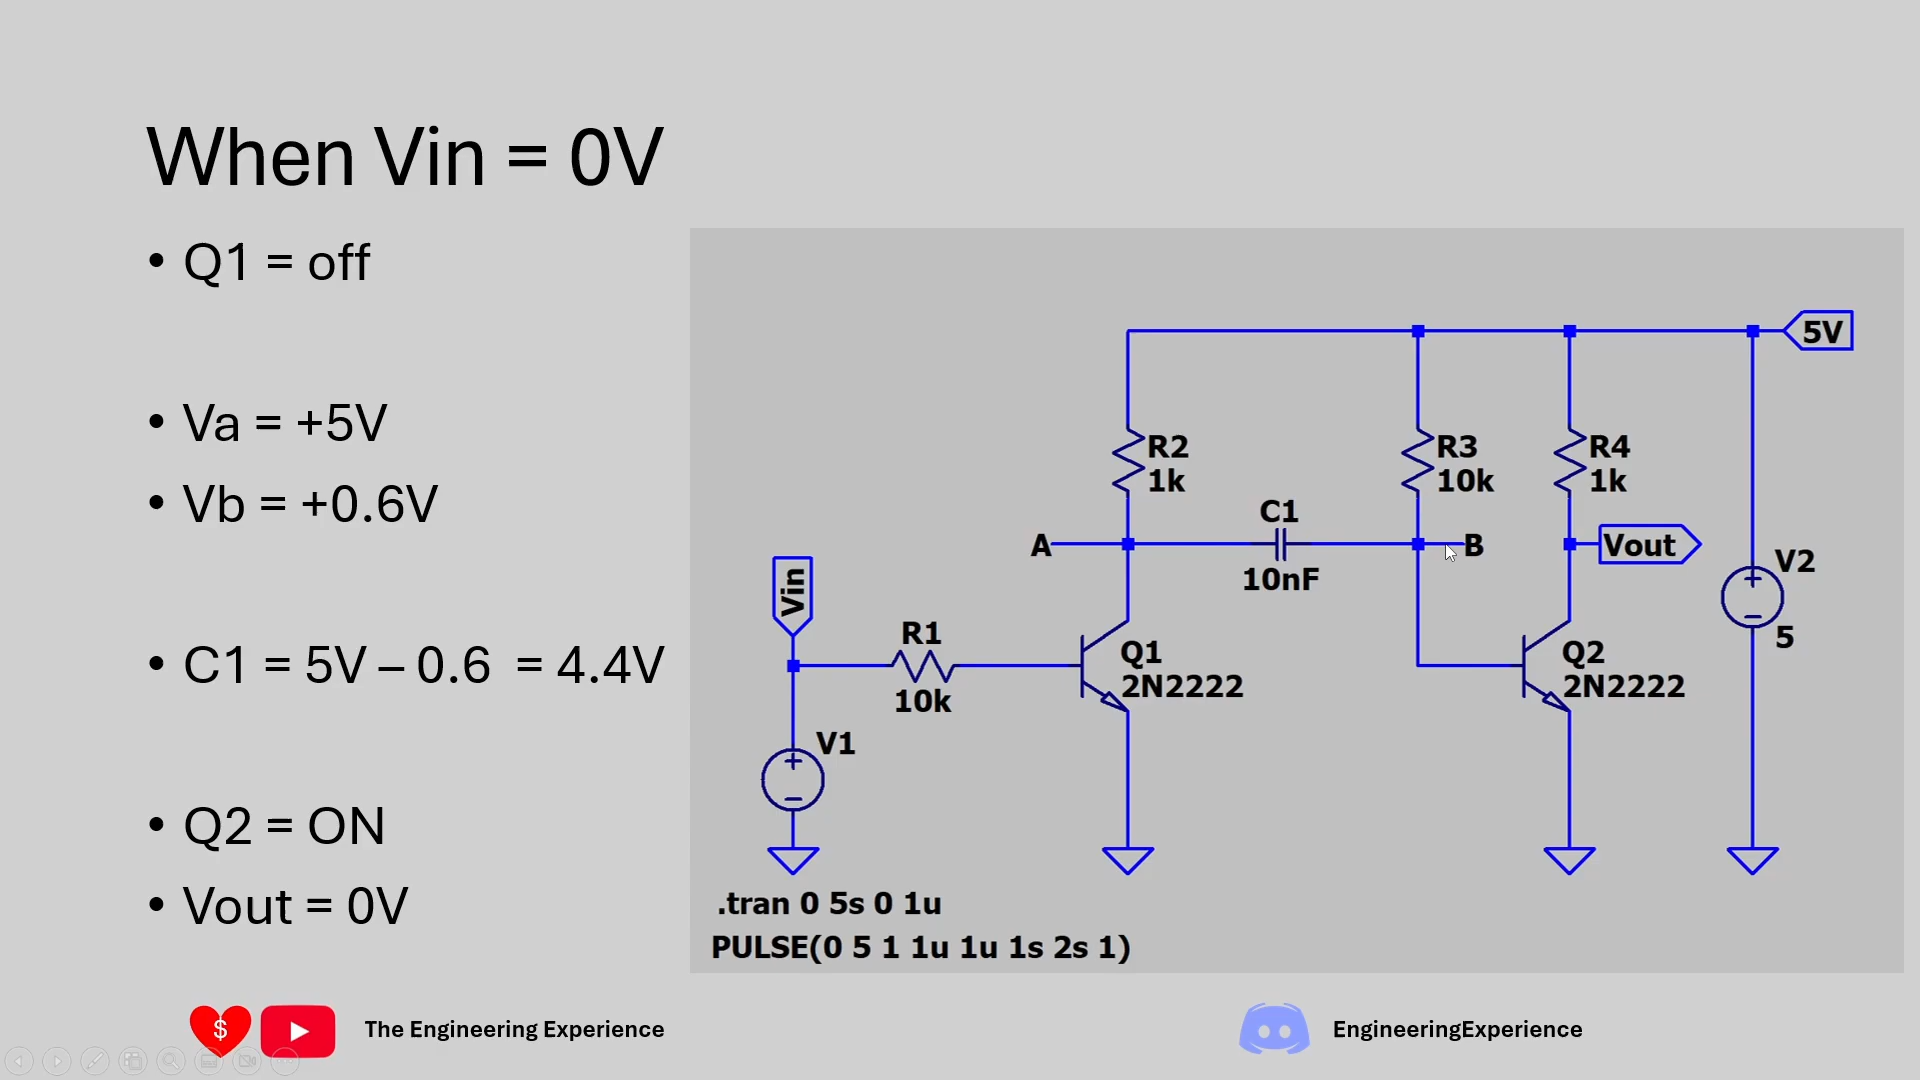 When Vin = 0V
• Q1 = off
• Va = +5V
• Vb = +0.6V
• C1 = 5V – 0.6 = 4.4V
• Q2 = ON
• Vout = 0V
5V
R2
1k
R3
10k
R4
1k
C1
10nF
A
B
Vout
Vin
V2
5
R1
10k
Q1
2N2222
Q2
2N2222
V1
.tran 0 5s 0 1u
PULSE(0 5 1 1u 1u 1s 2s 1)
$
The Engineering Experience
EngineeringExperience